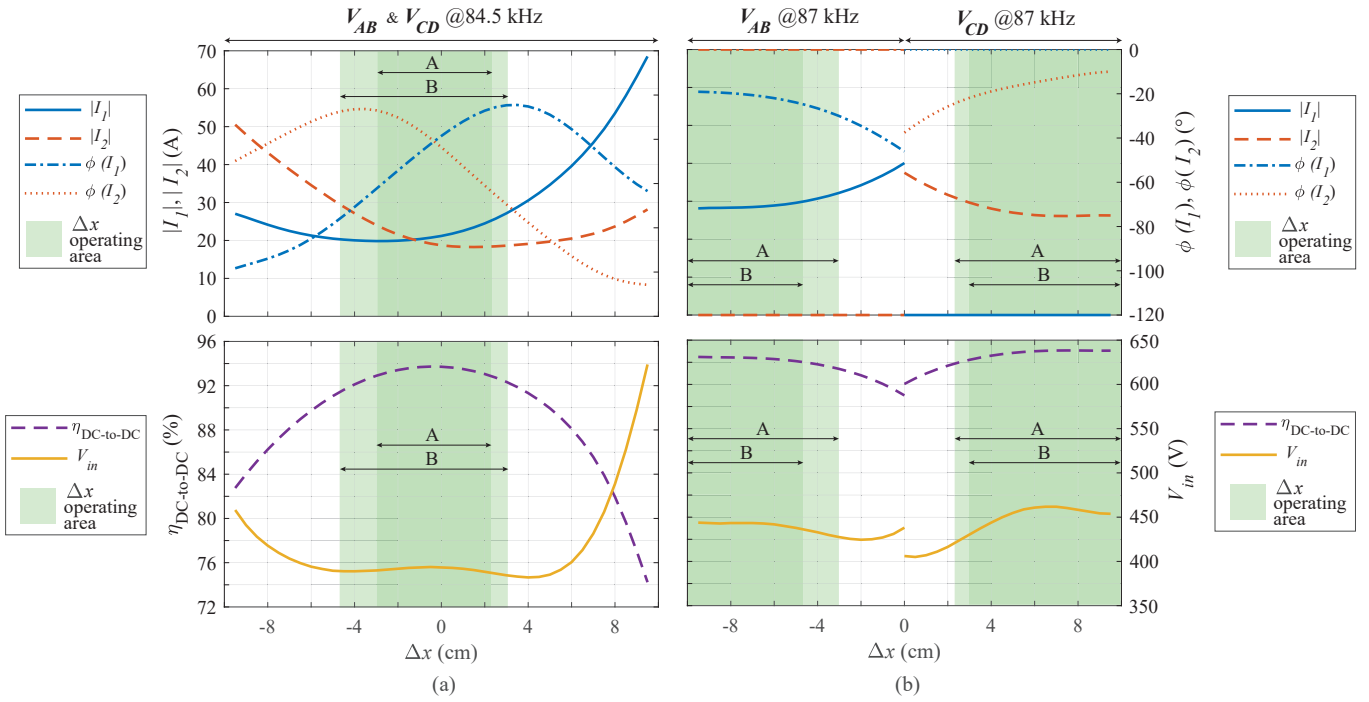 V_AB & V_CD @84.5 kHz
V_AB @87 kHz
V_CD @87 kHz
|I_1|
|I_2|
ϕ (I_1)
ϕ (I_2)
Δx
operating
area
|I_1|, | I_2| (A)
70
60
50
40
30
20
10
0
A
B
A
B
A
B
0
-20
-40
-60
-80
-100
-120
ϕ (I_1), ϕ( I_2) (°)
|I_1|
|I_2|
ϕ (I_1)
ϕ (I_2)
Δx
operating
area
η_DC-to-DC
V_in
Δx
operating
area
η_DC-to-DC (%)
96
92
88
84
80
76
72
A
B
A
B
A
B
650
600
550
500
450
400
350
V_in (V)
η_DC-to-DC
V_in
Δx
operating
area
-8 -4 0 4 8
-8 -4 0 4 8
Δx (cm)
Δx (cm)
(a)
(b)